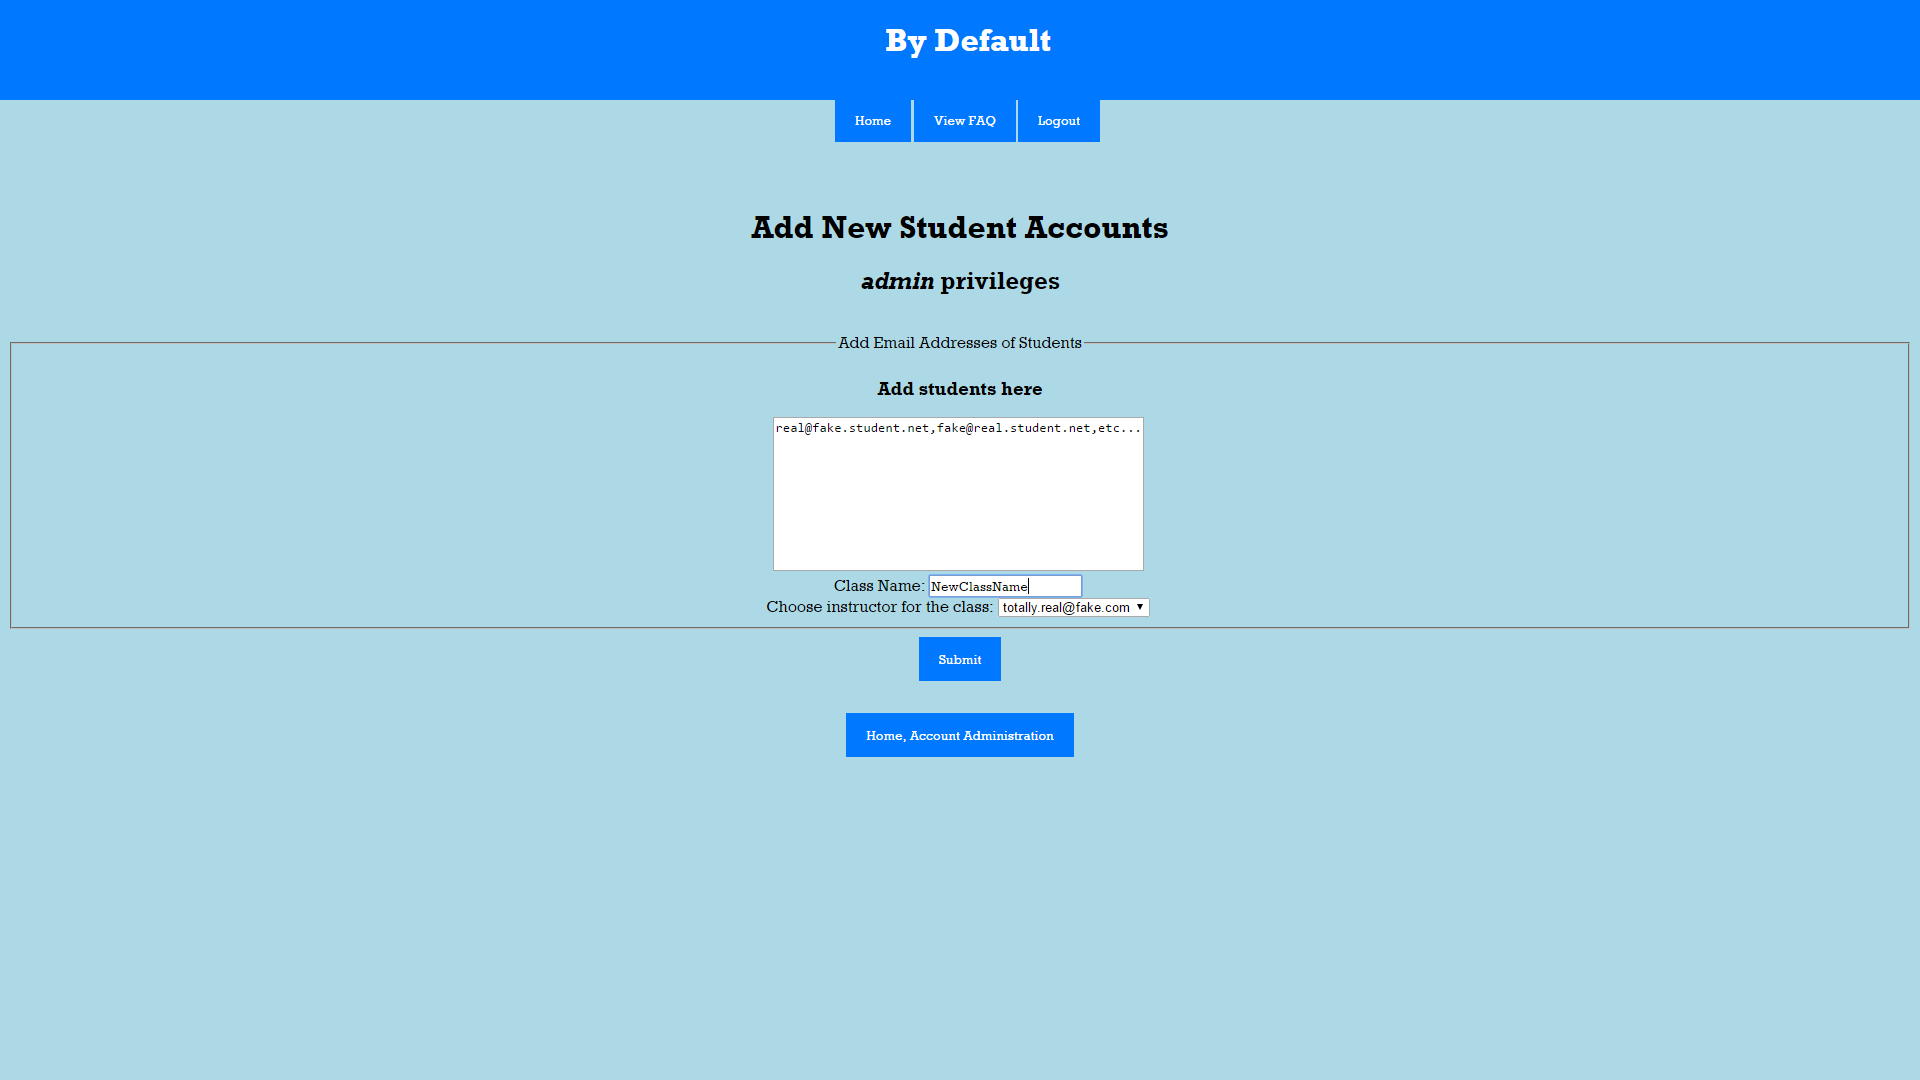 By Default
Home View FAQ Logout
Add New Student Accounts
admin privileges
Add Email Addresses of Students
Add students here
real@fake.student.net,fake@real.student.net,etc...
Class Name: NewClassName
Choose instructor for the class: totally.real@fake.com
Submit
Home, Account Administration